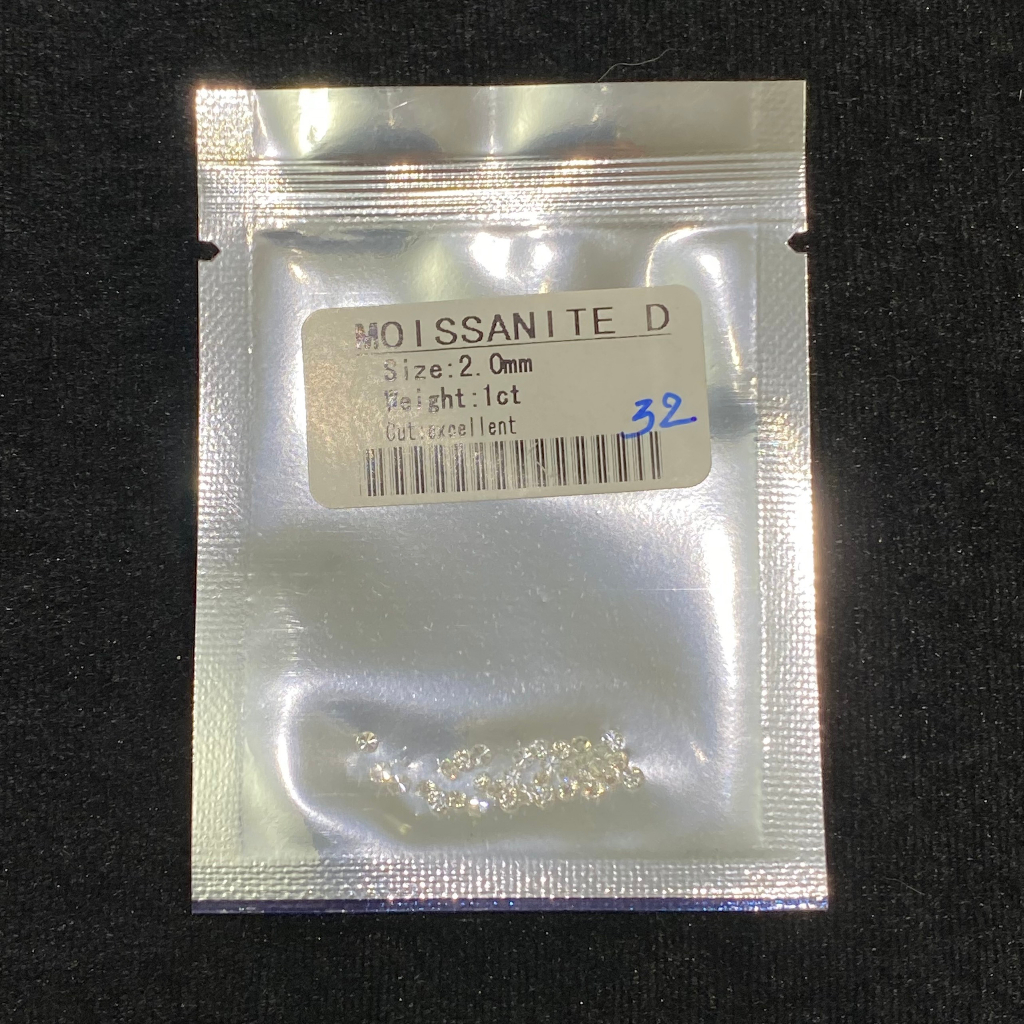 MOISSANITE D
Size:2.0mm
Weight:1ct
Cut:excellent
32